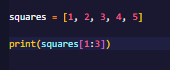 squares = [1, 2, 3, 4, 5]
print(squares[1:3])